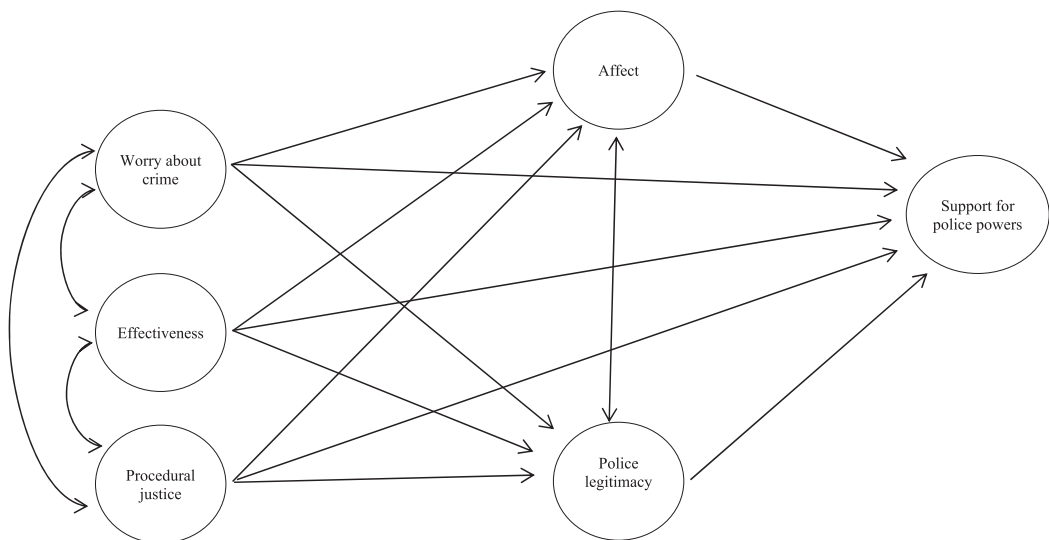 Affect
Worry about
crime
Support for
police powers
Effectiveness
Procedural
justice
Police
legitimacy